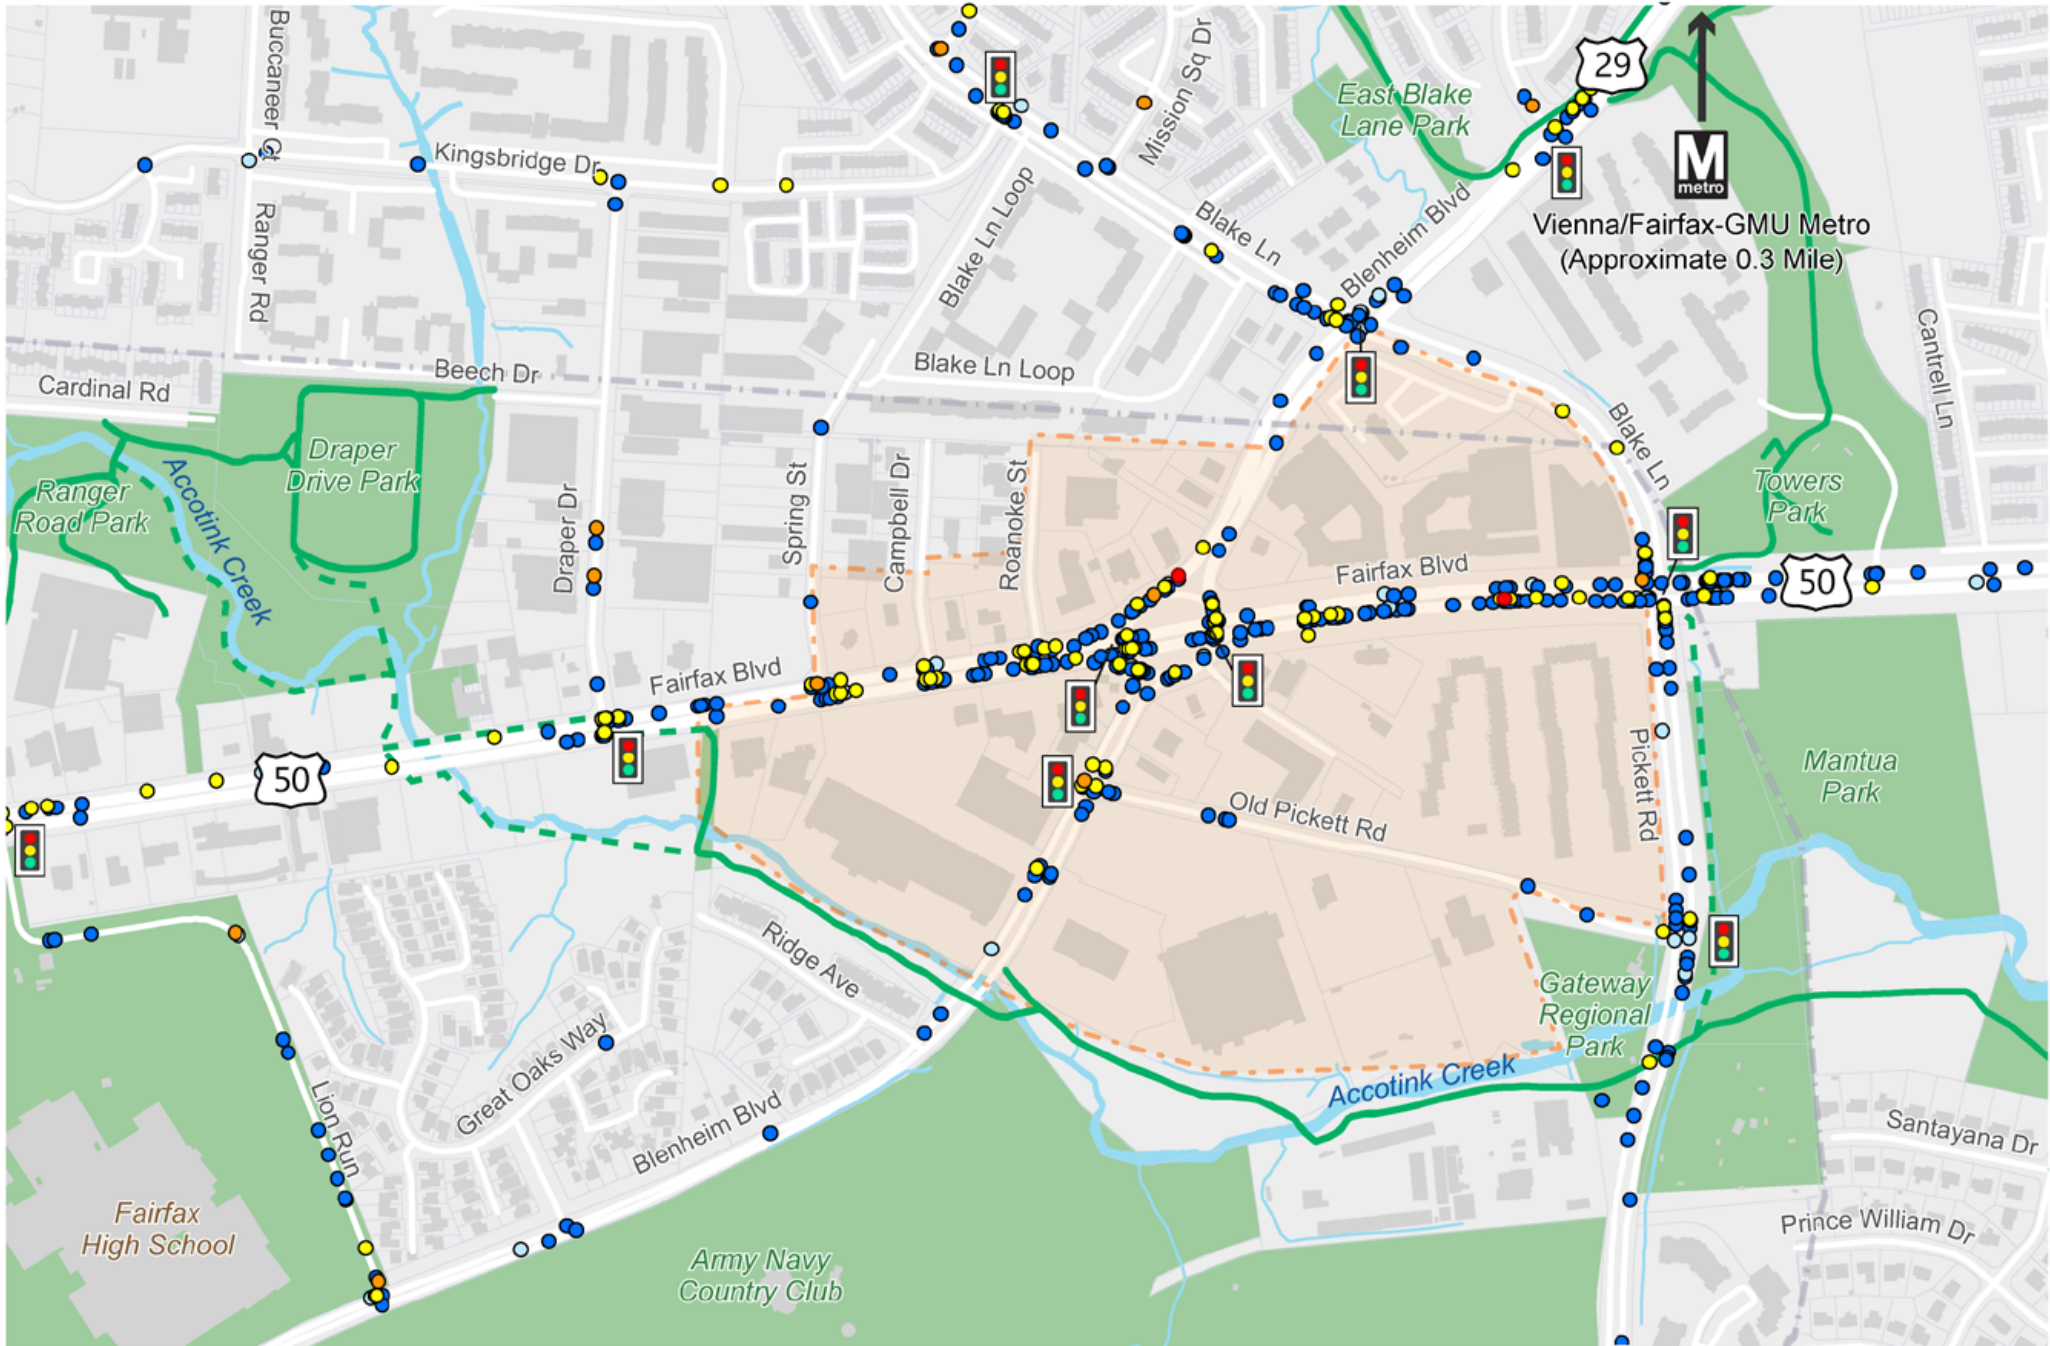 Buccaneer Ct
Mission Sq Dr
29
East Blake
Lane Park
M
metro
Kingsbridge Dr
Vienna/Fairfax-GMU Metro
(Approximate 0.3 Mile)
Ranger Rd
Blake Ln Loop
Blake Ln
Blenheim Blvd
Cantrell Ln
Cardinal Rd
Beech Dr
Blake Ln Loop
Blake Ln
Draper
Drive Park
Ranger
Road Park
Accotink Creek
Draper Dr
Spring St
Campbell Dr
Roanoke St
Towers
Park
Fairfax Blvd
50
Fairfax Blvd
50
Pickett Rd
Mantua
Park
Old Pickett Rd
Ridge Ave
Gateway
Regional
Park
Great Oaks Way
Accotink Creek
Lion Run
Blenheim Blvd
Santayana Dr
Fairfax
High School
Army Navy
Country Club
Prince William Dr